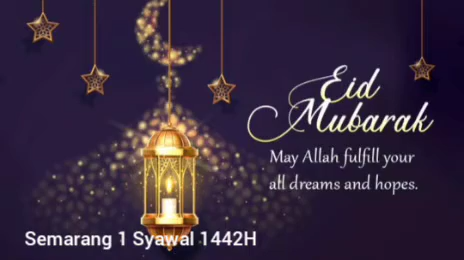 Eid
Mubarak
May Allah fulfill your
all dreams and hopes.
Semarang 1 Syawal 1442H